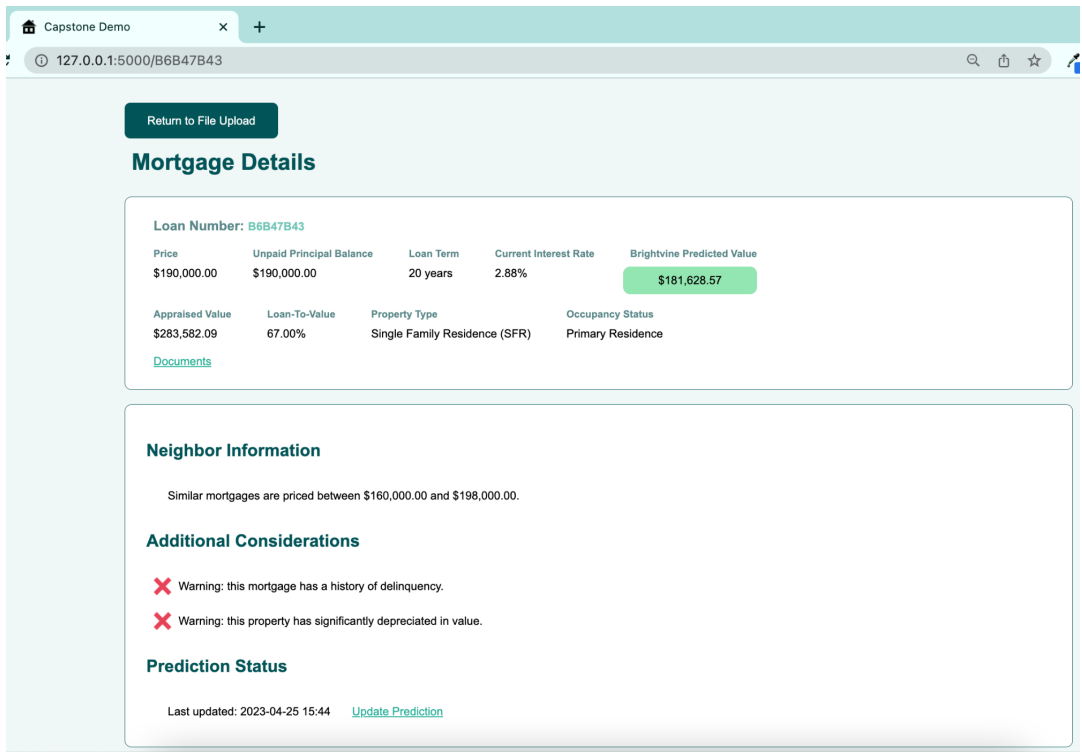 Capstone Demo
127.0.0.1:5000/B6B47B43
Return to File Upload
Mortgage Details
Loan Number: B6B47B43
Price Unpaid Principal Balance Loan Term Current Interest Rate Brightvine Predicted Value
$190,000.00 $190,000.00 20 years 2.88% $181,628.57
Appraised Value Loan-To-Value Property Type Occupancy Status
$283,582.09 67.00% Single Family Residence (SFR) Primary Residence
Documents
Neighbor Information
Similar mortgages are priced between $160,000.00 and $198,000.00.
Additional Considerations
Warning: this mortgage has a history of delinquency.
Warning: this property has significantly depreciated in value.
Prediction Status
Last updated: 2023-04-25 15:44 Update Prediction